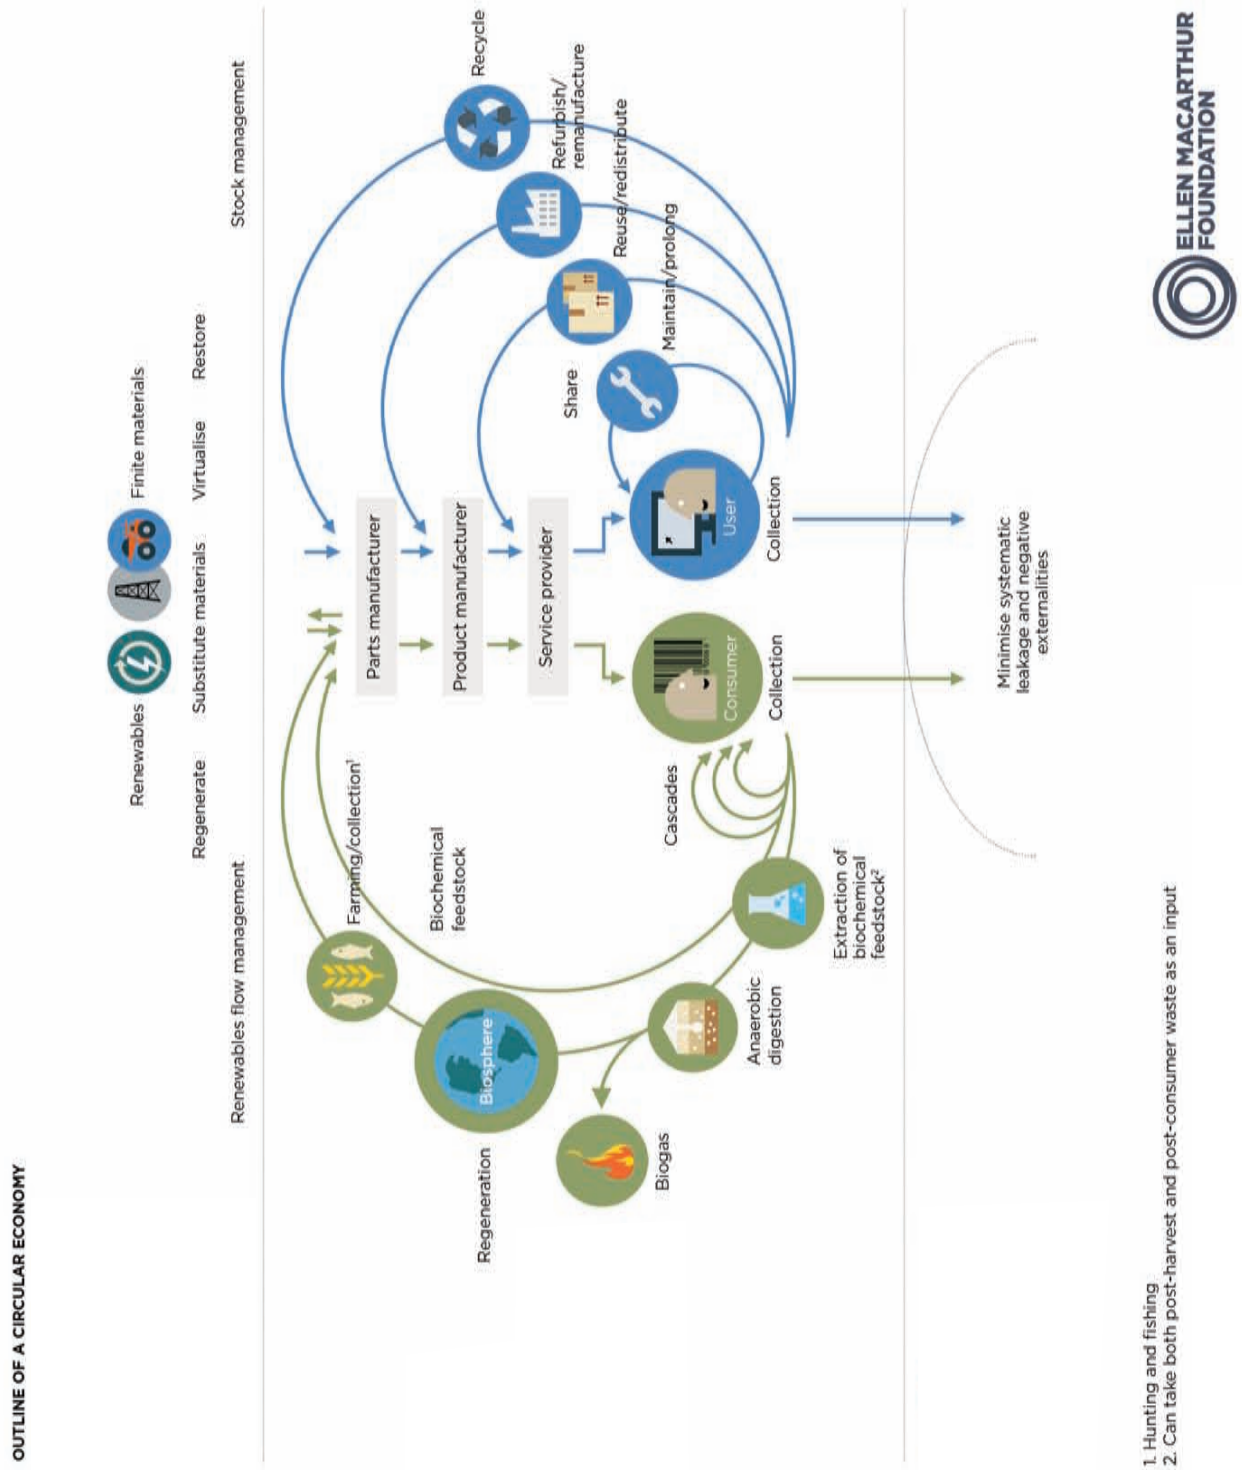 OUTLINE OF A CIRCULAR ECONOMY
Renewables
Finite materials
Regenerate
Substitute materials
Virtualise
Restore
Renewables flow management
Stock management
Farming/collection¹
Parts manufacturer
Biochemical
feedstock
Product manufacturer
Recycle
Regeneration
Biosphere
Service provider
Share
Refurbish/
remanufacture
Reuse/redistribute
Biogas
Cascades
Maintain/prolong
Consumer
User
Anaerobic
digestion
Collection
Collection
Extraction of
biochemical
feedstock²
Minimise systematic
leakage and negative
externalities
1. Hunting and fishing
2. Can take both post-harvest and post-consumer waste as an input
ELLEN MACARTHUR
FOUNDATION